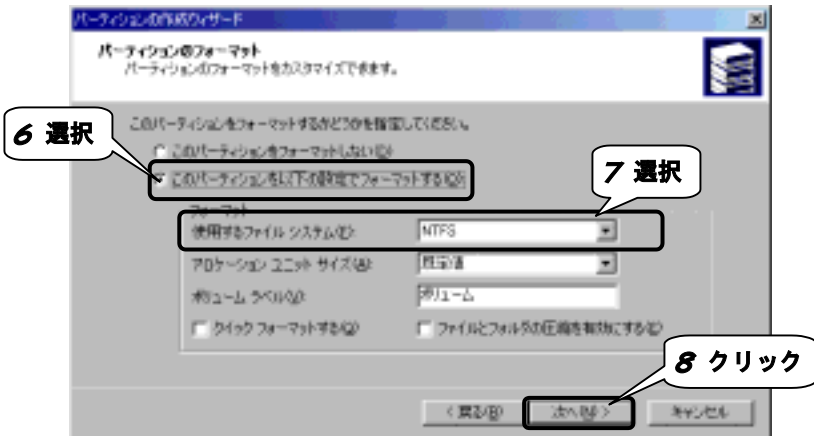 パーティションの作成ウィザード
パーティションのフォーマット
パーティションのフォーマットをカスタマイズできます。
このパーティションをフォーマットするかどうかを指定してください。
6 選択
このパーティションをフォーマットしない(D)
このパーティションを以下の設定でフォーマットする(O):
7 選択
フォーマット
使用するファイル システム(F): NTFS
アロケーション ユニット サイズ(A): 既定値
ボリューム ラベル(V): ボリューム
クイック フォーマットする(Q) ファイルとフォルダの圧縮を有効にする(E)
8 クリック
< 戻る(B) 次へ(N) > キャンセル